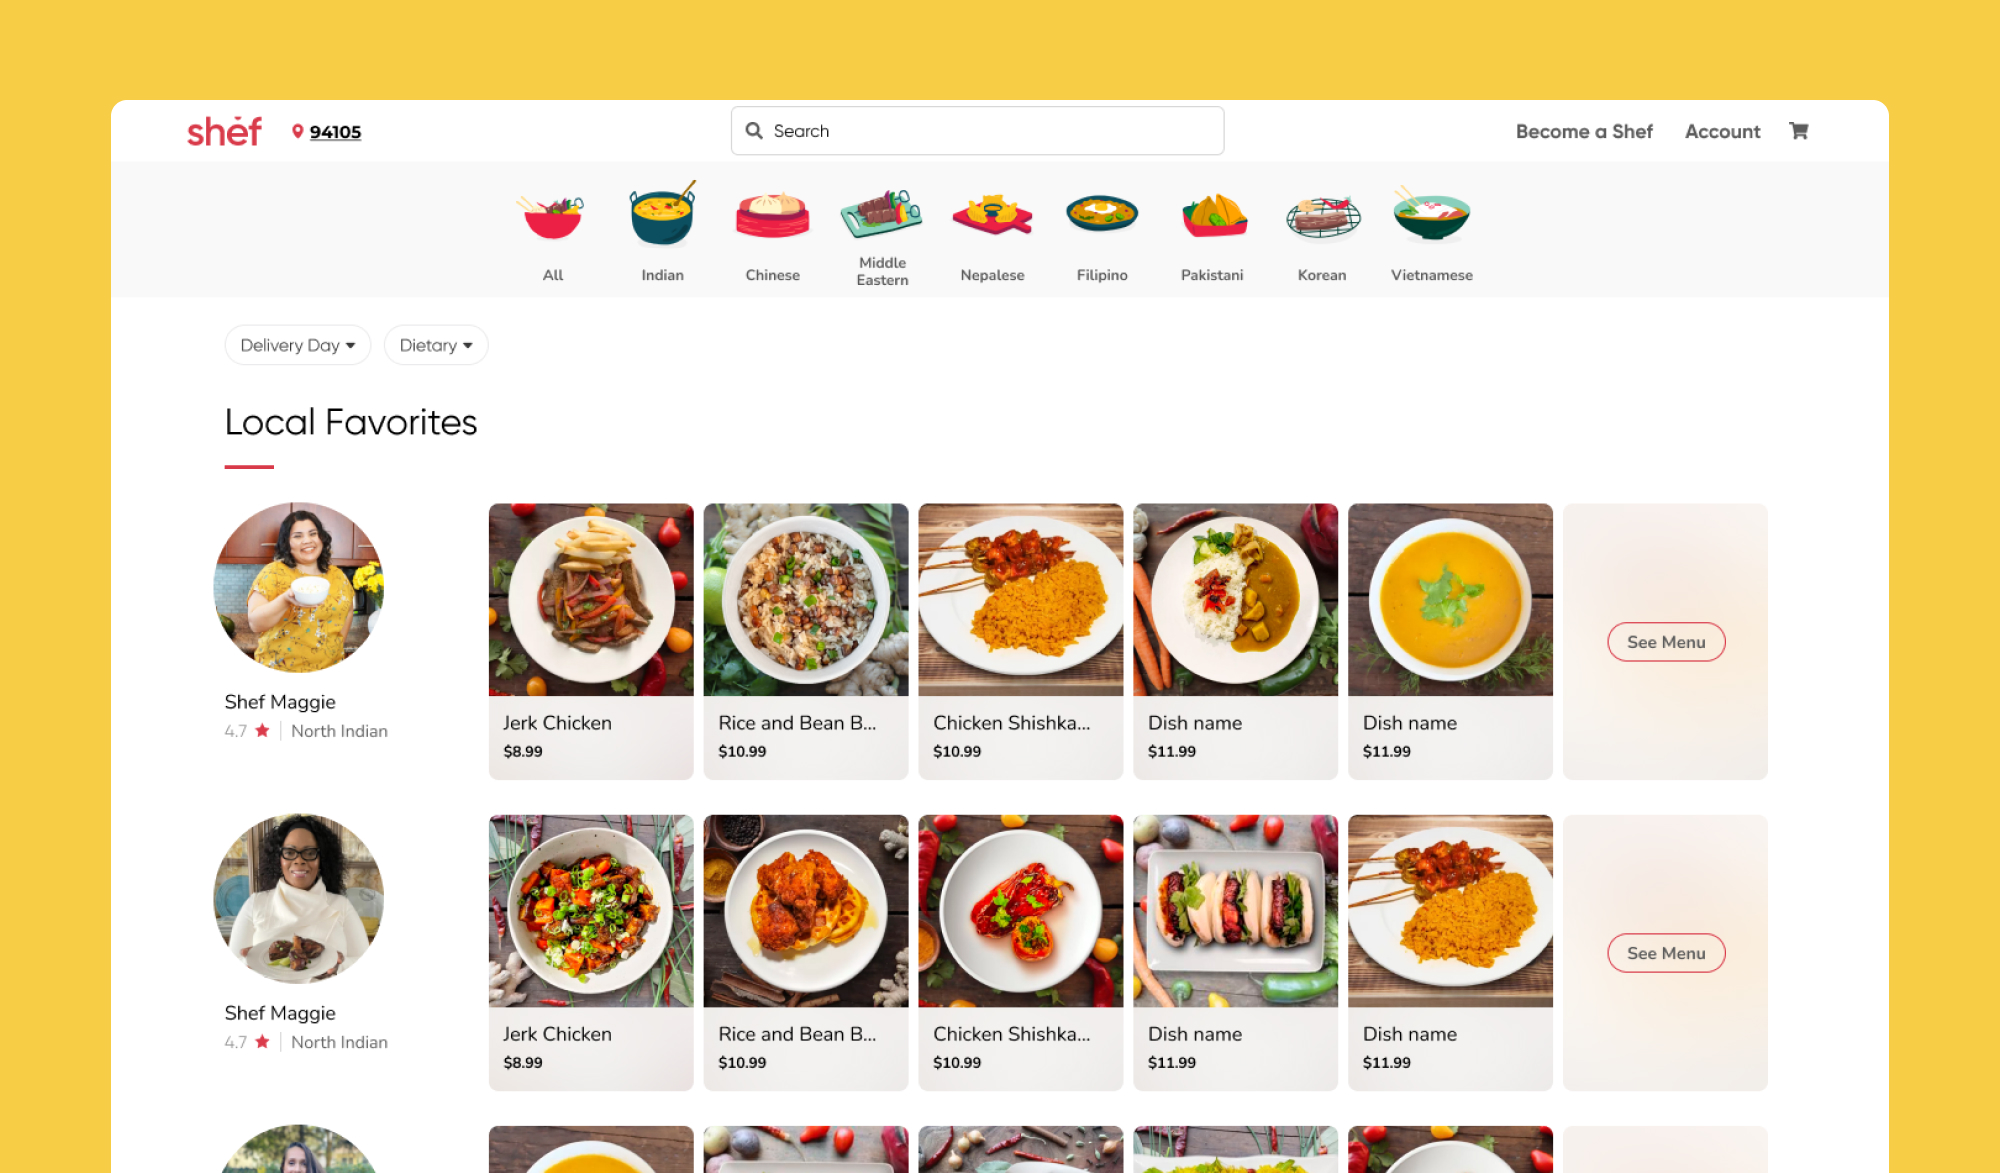 shef
94105
Search
Become a Shef
Account
All
Indian
Chinese
Middle
Eastern
Nepalese
Filipino
Pakistani
Korean
Vietnamese
Delivery Day
Dietary
Local Favorites
Shef Maggie
4.7 ★ | North Indian
Jerk Chicken
$8.99
Rice and Bean B...
$10.99
Chicken Shishka...
$10.99
Dish name
$11.99
Dish name
$11.99
See Menu
Shef Maggie
4.7 ★ | North Indian
Jerk Chicken
$8.99
Rice and Bean B...
$10.99
Chicken Shishka...
$10.99
Dish name
$11.99
Dish name
$11.99
See Menu